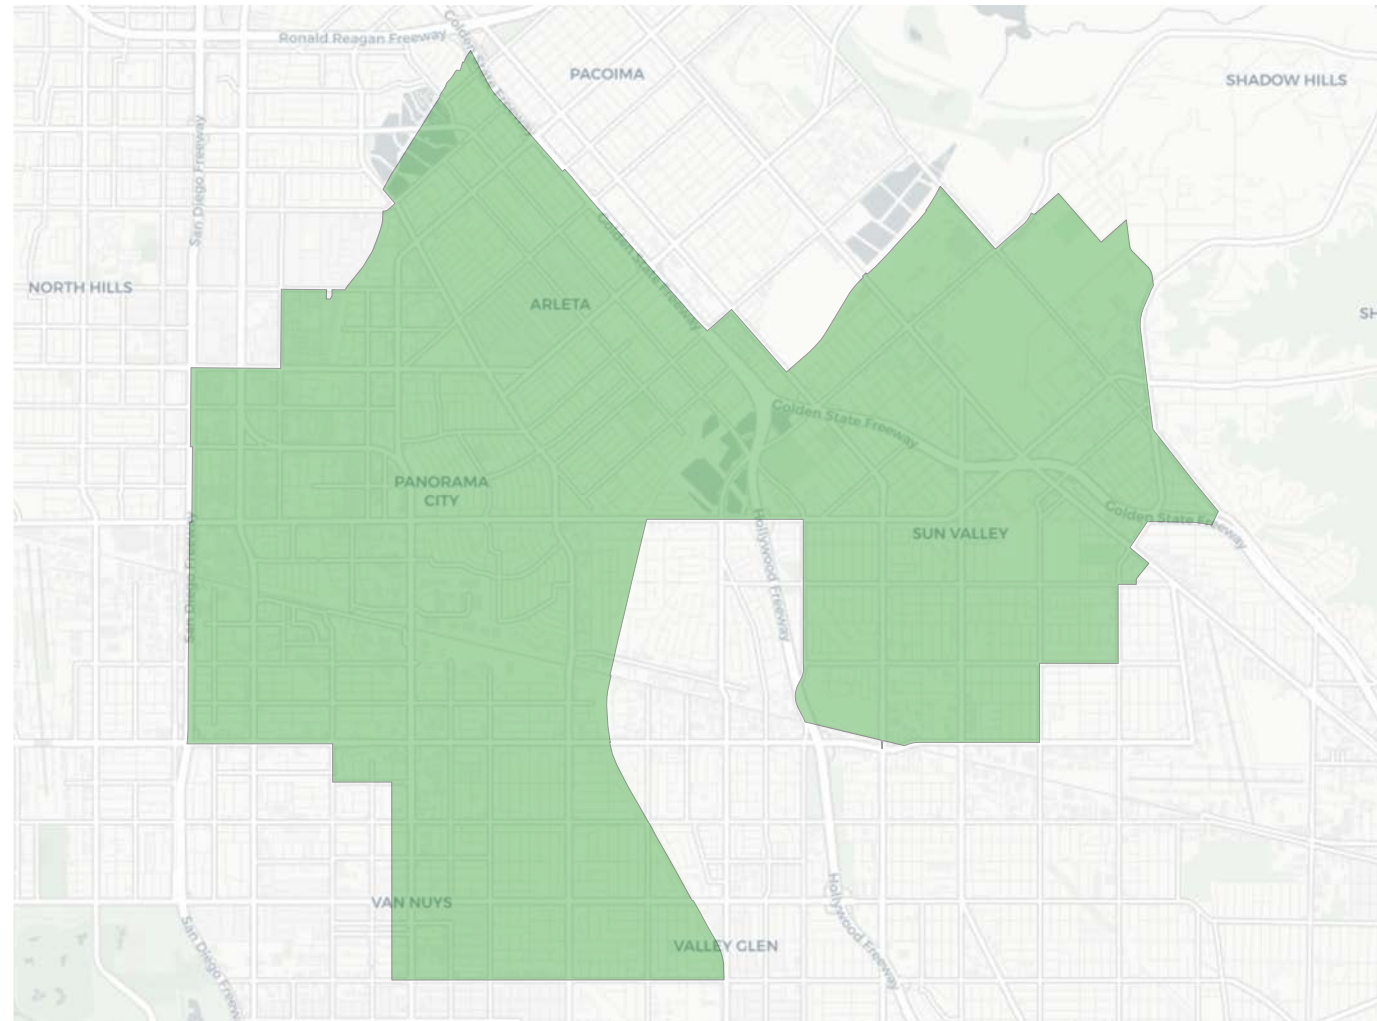 Ronald Reagan Freeway
Golden State Freeway
PACOIMA
SHADOW HILLS
San Diego Freeway
NORTH HILLS
ARLETA
Golden State Freeway
SH
Golden State Freeway
PANORAMA
CITY
Golden State Freeway
SUN VALLEY
San Diego Freeway
Hollywood Freeway
VAN NUYS
VALLEY GLEN
Hollywood Freeway
San Diego Freeway